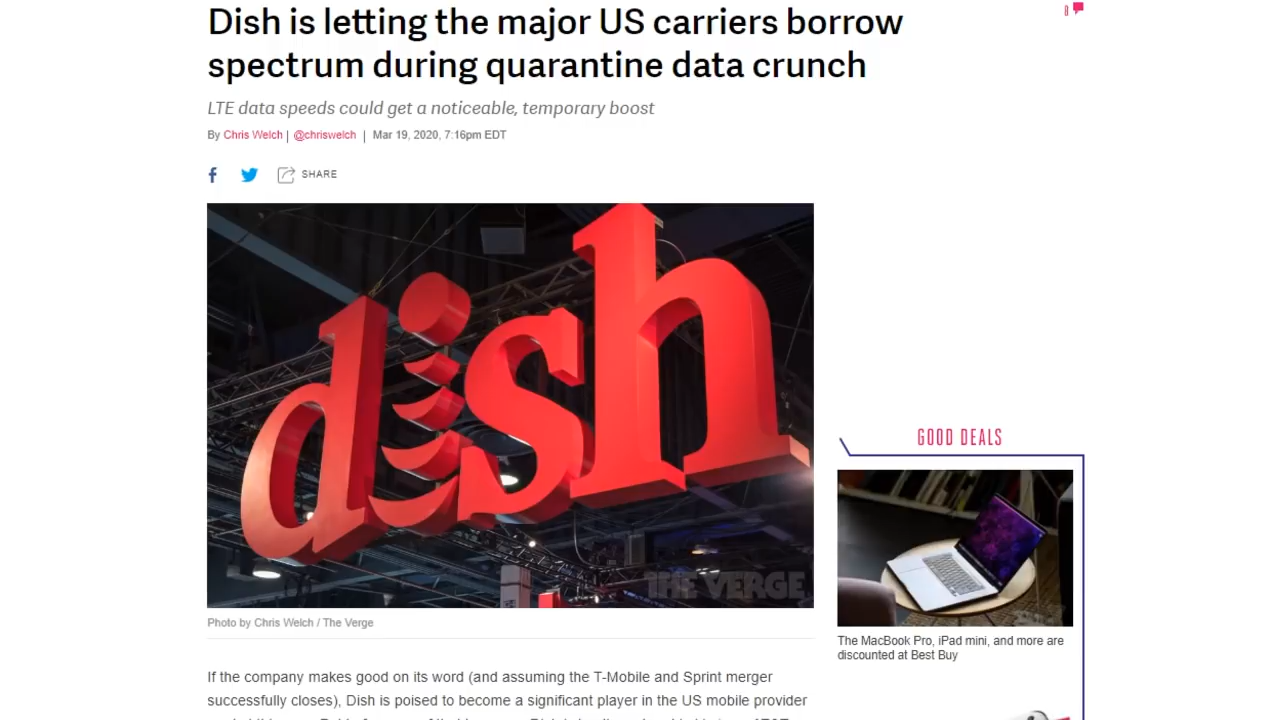 Dish is letting the major US carriers borrow
spectrum during quarantine data crunch
LTE data speeds could get a noticeable, temporary boost
By Chris Welch | @chriswelch | Mar 19, 2020, 7:16pm EDT
SHARE
dish
THE VERGE
Photo by Chris Welch / The Verge
If the company makes good on its word (and assuming the T-Mobile and Sprint merger
successfully closes), Dish is poised to become a significant player in the US mobile provider
GOOD DEALS
The MacBook Pro, iPad mini, and more are
discounted at Best Buy